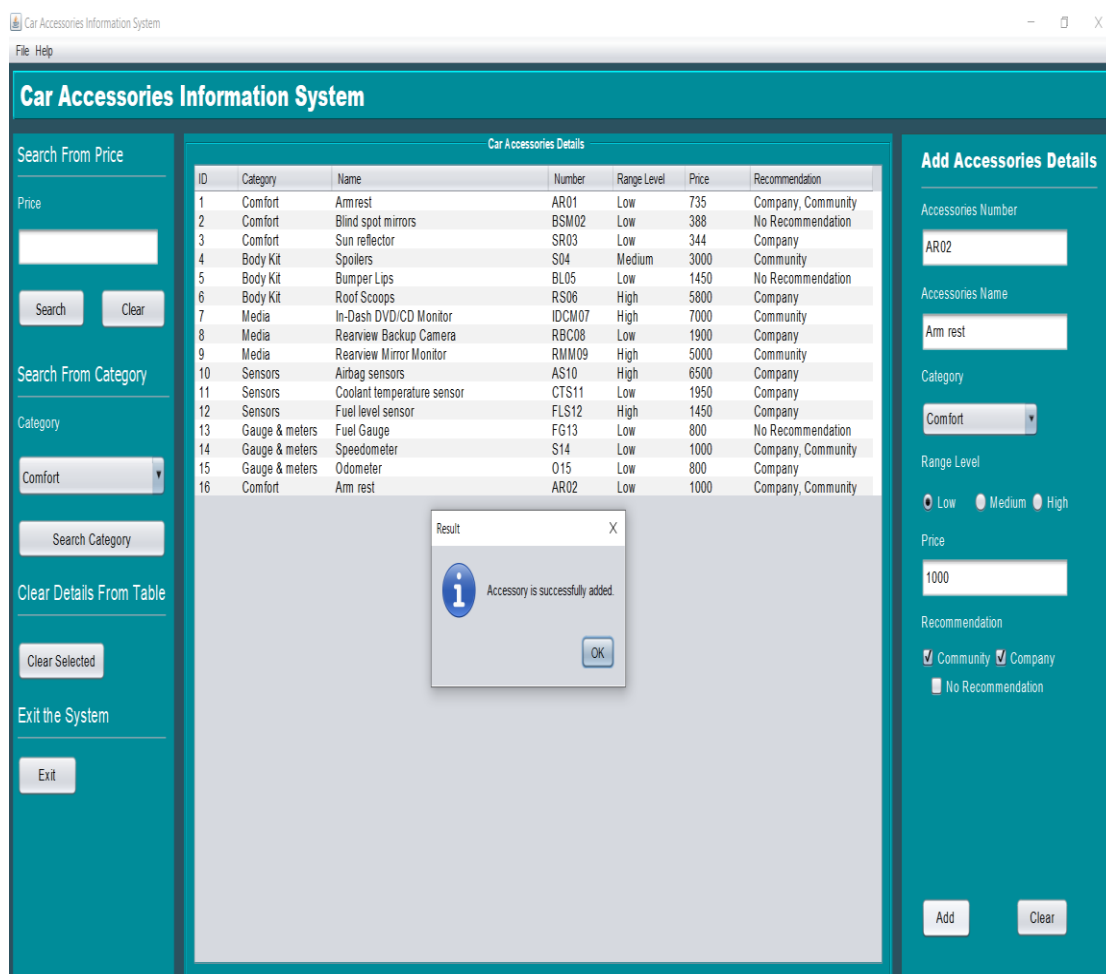 Car Accessories Information System
File Help
Car Accessories Information System
Search From Price
Price
Search Clear
Search From Category
Category
Comfort
Search Category
Clear Details From Table
Clear Selected
Exit the System
Exit
Car Accessories Details
ID Category Name Number Range Level Price Recommendation
1 Comfort Armrest AR01 Low 735 Company, Community
2 Comfort Blind spot mirrors BSM02 Low 388 No Recommendation
3 Comfort Sun reflector SR03 Low 344 Company
4 Body Kit Spoilers S04 Medium 3000 Community
5 Body Kit Bumper Lips BL05 Low 1450 No Recommendation
6 Body Kit Roof Scoops RS06 High 5800 Company
7 Media In-Dash DVD/CD Monitor IDCM07 High 7000 Community
8 Media Rearview Backup Camera RBC08 Low 1900 Company
9 Media Rearview Mirror Monitor RMM09 High 5000 Community
10 Sensors Airbag sensors AS10 High 6500 Company
11 Sensors Coolant temperature sensor CTS11 Low 1950 Company
12 Sensors Fuel level sensor FLS12 High 1450 Company
13 Gauge & meters Fuel Gauge FG13 Low 800 No Recommendation
14 Gauge & meters Speedometer S14 Low 1000 Company, Community
15 Gauge & meters Odometer O15 Low 800 Company
16 Comfort Arm rest AR02 Low 1000 Company, Community
Result X
Accessory is successfully added.
OK
Add Accessories Details
Accessories Number
AR02
Accessories Name
Arm rest
Category
Comfort
Range Level
Low Medium High
Price
1000
Recommendation
Community Company
No Recommendation
Add Clear